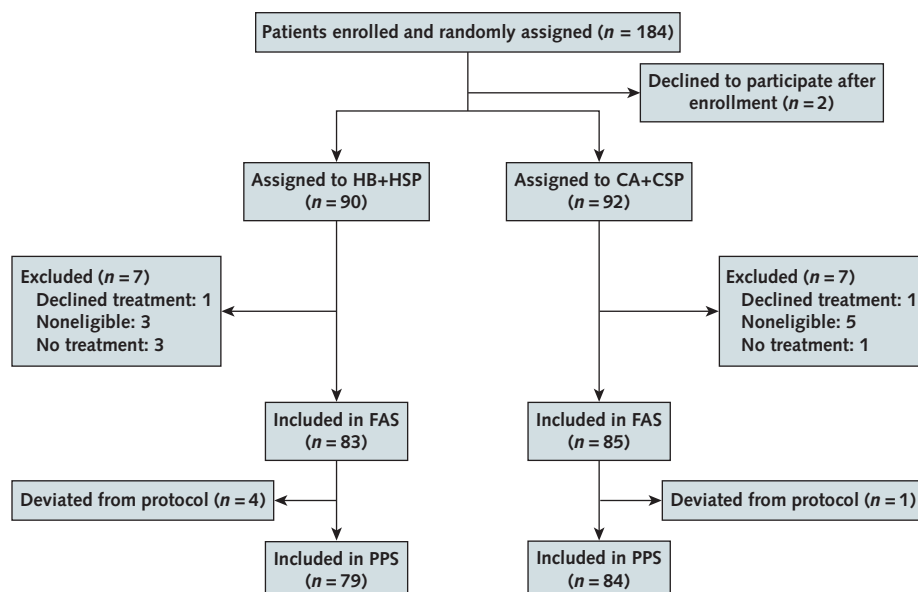 Patients enrolled and randomly assigned (n = 184)
Declined to participate after
enrollment (n = 2)
Assigned to HB+HSP
(n = 90)
Assigned to CA+CSP
(n = 92)
Excluded (n = 7)
Declined treatment: 1
Noneligible: 3
No treatment: 3
Excluded (n = 7)
Declined treatment: 1
Noneligible: 5
No treatment: 1
Included in FAS
(n = 83)
Included in FAS
(n = 85)
Deviated from protocol (n = 4)
Deviated from protocol (n = 1)
Included in PPS
(n = 79)
Included in PPS
(n = 84)